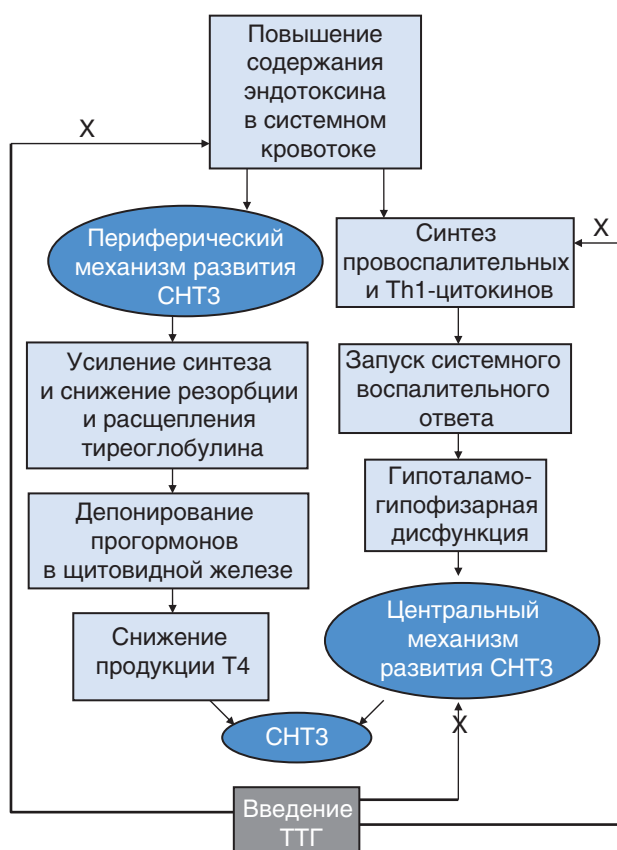 Повышение
содержания
эндотоксина
в системном
кровотоке
X
Периферический
механизм развития
СНТЗ
Синтез
провоспалительных
и Th1-цитокинов
X
Усиление синтеза
и снижение резорбции
и расщепления
тиреоглобулина
Запуск системного
воспалительного
ответа
Депонирование
прогормонов
в щитовидной железе
Гипоталамо-
гипофизарная
дисфункция
Снижение
продукции Т4
Центральный
механизм
развития СНТЗ
СНТЗ
X
Введение
ТТГ